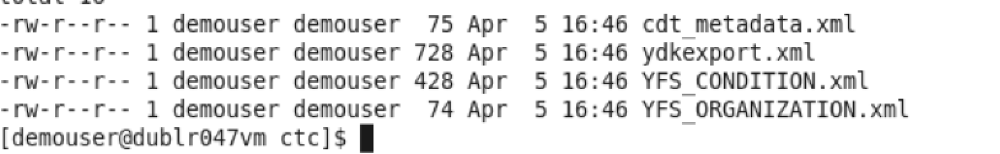 -rw-r--r-- 1 demouser demouser  75 Apr  5 16:46 cdt_metadata.xml
-rw-r--r-- 1 demouser demouser 728 Apr  5 16:46 ydkexport.xml
-rw-r--r-- 1 demouser demouser 428 Apr  5 16:46 YFS_CONDITION.xml
-rw-r--r-- 1 demouser demouser  74 Apr  5 16:46 YFS_ORGANIZATION.xml
[demouser@dublr047vm ctc]$